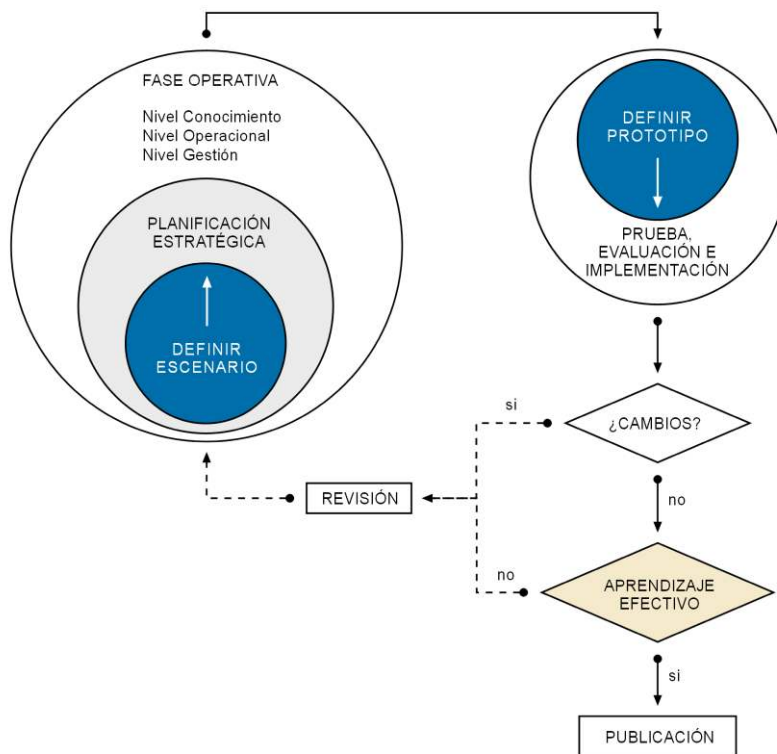 FASE OPERATIVA
Nivel Conocimiento
Nivel Operacional
Nivel Gestión
PLANIFICACIÓN
ESTRATÉGICA
DEFINIR
ESCENARIO
DEFINIR
PROTOTIPO
PRUEBA,
EVALUACIÓN E
IMPLEMENTACIÓN
si
¿CAMBIOS?
REVISIÓN
no
no
APRENDIZAJE
EFECTIVO
si
PUBLICACIÓN